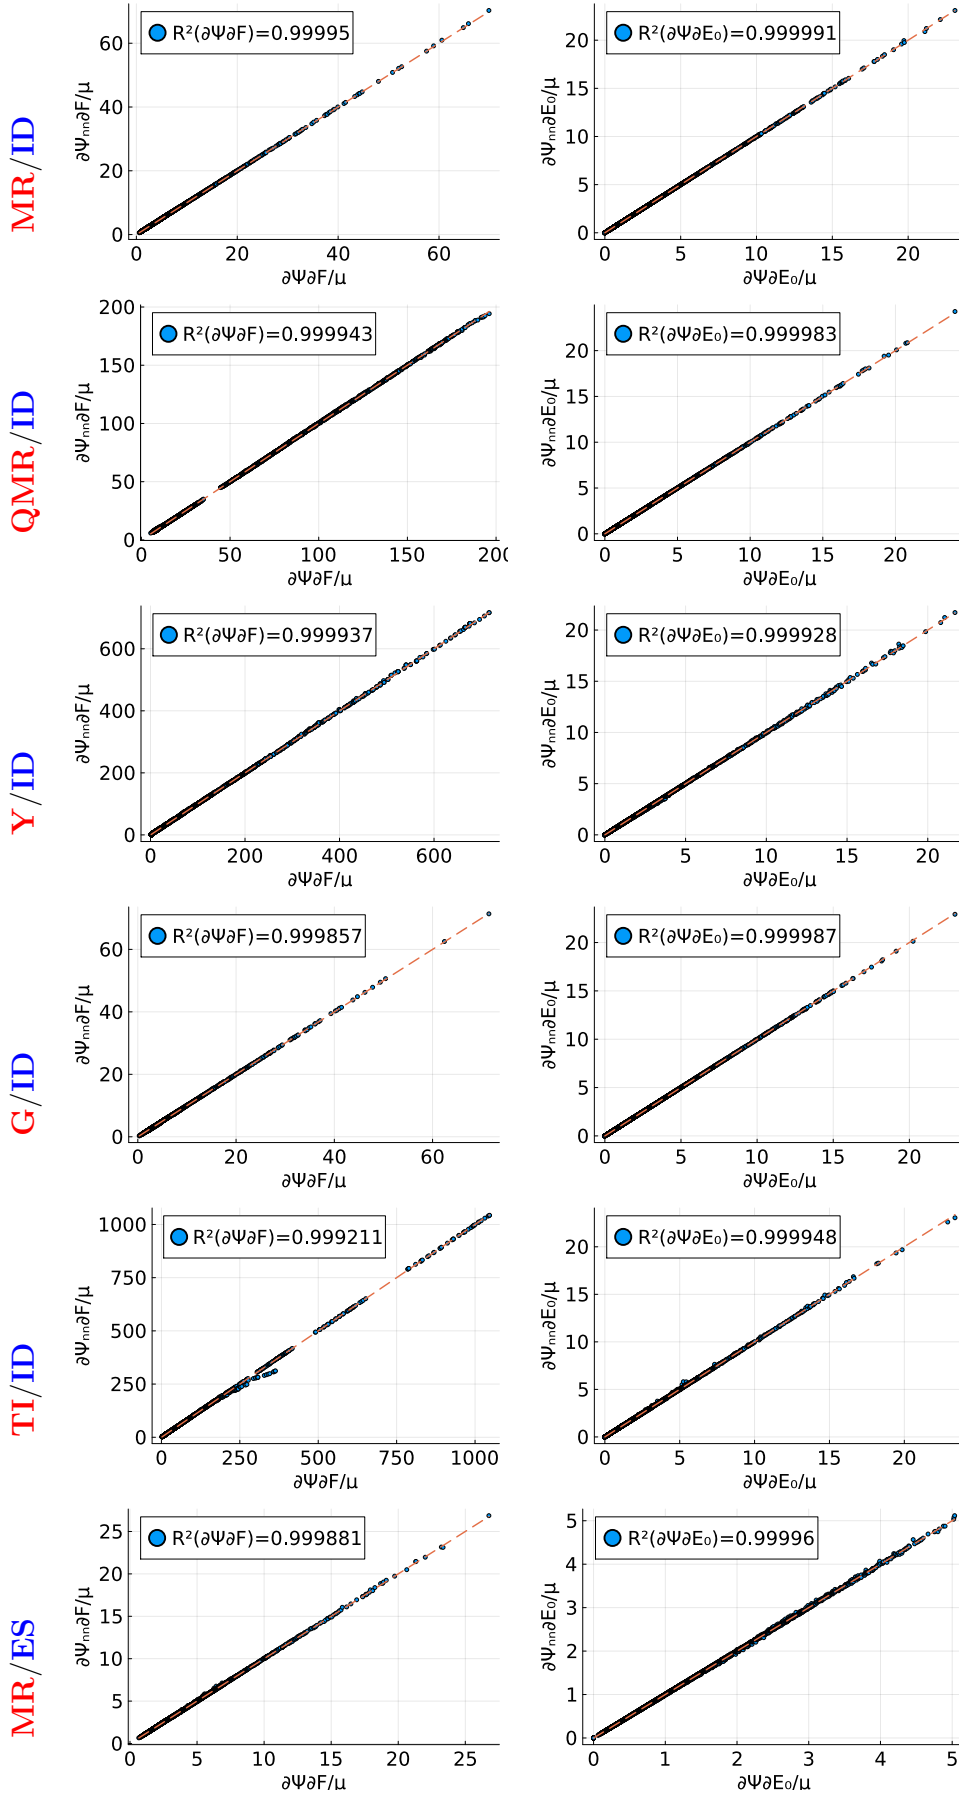 MR/ID
R²(∂Ψ∂F)=0.99995
∂Ψₙₙ∂F/μ
60
40
20
0
0 20 40 60
∂Ψ∂F/μ
R²(∂Ψ∂E₀)=0.999991
∂Ψₙₙ∂E₀/μ
20
15
10
5
0
0 5 10 15 20
∂Ψ∂E₀/μ
QMR/ID
R²(∂Ψ∂F)=0.999943
∂Ψₙₙ∂F/μ
200
150
100
50
0
0 50 100 150 200
∂Ψ∂F/μ
R²(∂Ψ∂E₀)=0.999983
∂Ψₙₙ∂E₀/μ
20
15
10
5
0
0 5 10 15 20
∂Ψ∂E₀/μ
Y/ID
R²(∂Ψ∂F)=0.999937
∂Ψₙₙ∂F/μ
600
400
200
0
0 200 400 600
∂Ψ∂F/μ
R²(∂Ψ∂E₀)=0.999928
∂Ψₙₙ∂E₀/μ
20
15
10
5
0
0 5 10 15 20
∂Ψ∂E₀/μ
G/ID
R²(∂Ψ∂F)=0.999857
∂Ψₙₙ∂F/μ
60
40
20
0
0 20 40 60
∂Ψ∂F/μ
R²(∂Ψ∂E₀)=0.999987
∂Ψₙₙ∂E₀/μ
20
15
10
5
0
0 5 10 15 20
∂Ψ∂E₀/μ
TI/ID
R²(∂Ψ∂F)=0.999211
∂Ψₙₙ∂F/μ
1000
750
500
250
0
0 250 500 750 1000
∂Ψ∂F/μ
R²(∂Ψ∂E₀)=0.999948
∂Ψₙₙ∂E₀/μ
20
15
10
5
0
0 5 10 15 20
∂Ψ∂E₀/μ
MR/ES
R²(∂Ψ∂F)=0.999881
∂Ψₙₙ∂F/μ
25
20
15
10
5
0
0 5 10 15 20 25
∂Ψ∂F/μ
R²(∂Ψ∂E₀)=0.99996
∂Ψₙₙ∂E₀/μ
5
4
3
2
1
0
0 1 2 3 4 5
∂Ψ∂E₀/μ